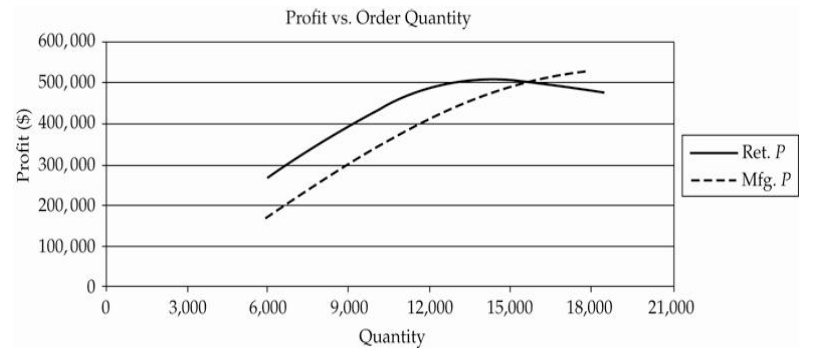 Profit vs. Order Quantity
600,000
500,000
400,000
300,000
200,000
100,000
0
Profit ($)
0 3,000 6,000 9,000 12,000 15,000 18,000 21,000
Quantity
Ret. P
Mfg. P